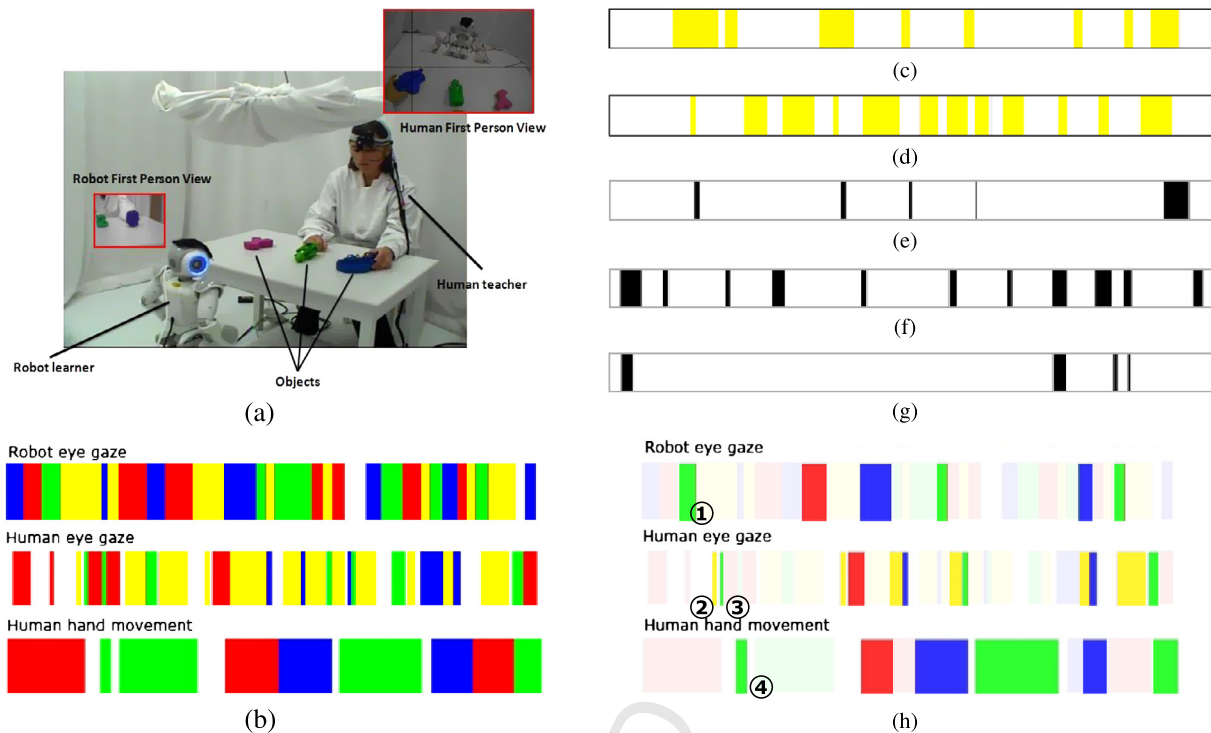 Human First Person View
Robot First Person View
Human teacher
Robot learner
Objects
(a)
Robot eye gaze
Human eye gaze
Human hand movement
(b)
(c)
(d)
(e)
(f)
(g)
Robot eye gaze
①
Human eye gaze
② ③
Human hand movement
④
(h)